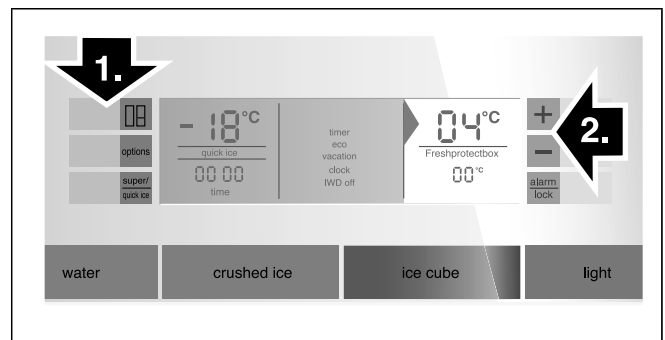 1.
2.
options
super/
quick ice
- 18°C
quick ice
00 00
time
timer
eco
vacation
clock
IWD off
04°C
Freshprotectbox
00°C
+
-
alarm
lock
water
crushed ice
ice cube
light